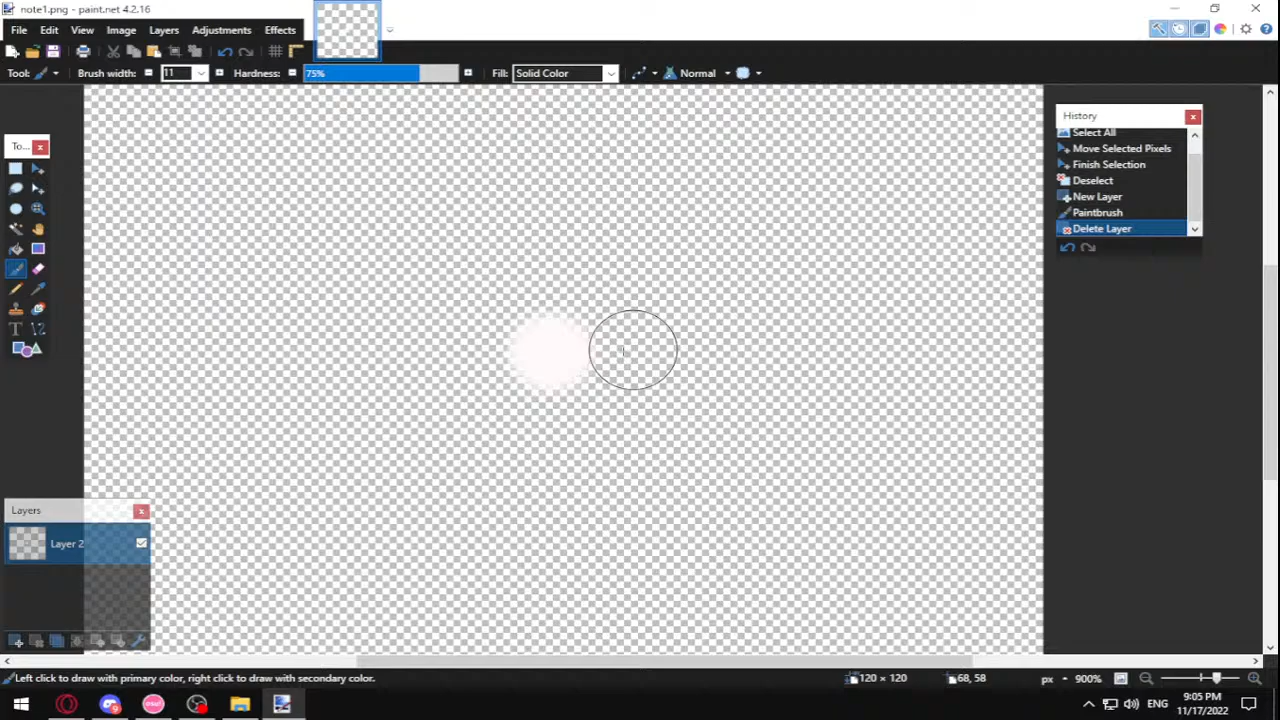 note1.png - paint.net 4.2.16
File Edit View Image Layers Adjustments Effects
Tool: Brush width: 11 Hardness: 75% Fill: Solid Color Normal
To...
History
Select All
Move Selected Pixels
Finish Selection
Deselect
New Layer
Paintbrush
Delete Layer
T
Layers
Layer 2
Left click to draw with primary color, right click to draw with secondary color. 120 × 120 68, 58 px 900%
osu!
ENG
9:05 PM
11/17/2022